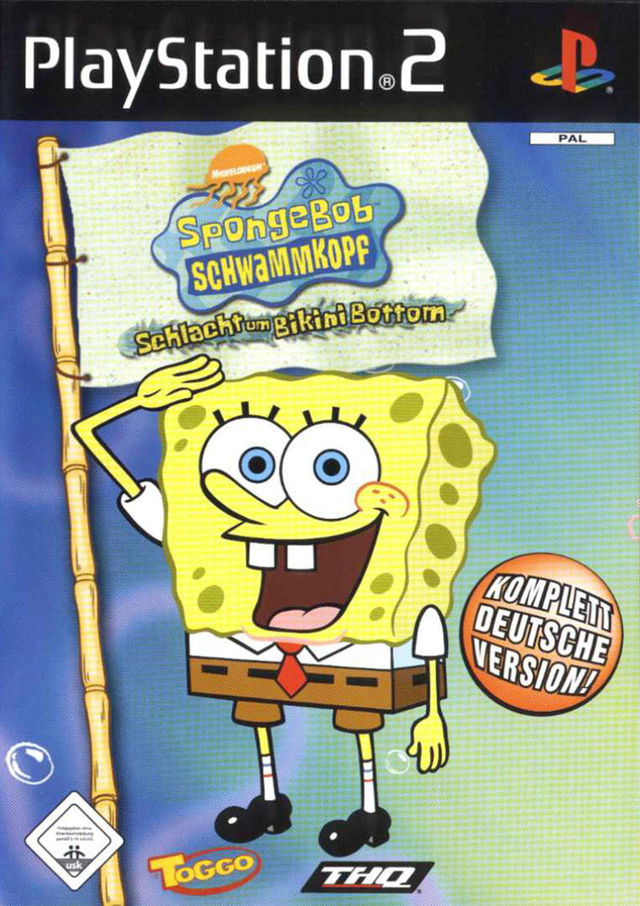 PlayStation®2
PAL
NICKELODEON
SpongeBob
SCHWaMMKOPF
Schlacht um Bikini Bottom
KOMPLETT
DEUTSCHE
VERSION!
usk
TOGGO
THQ